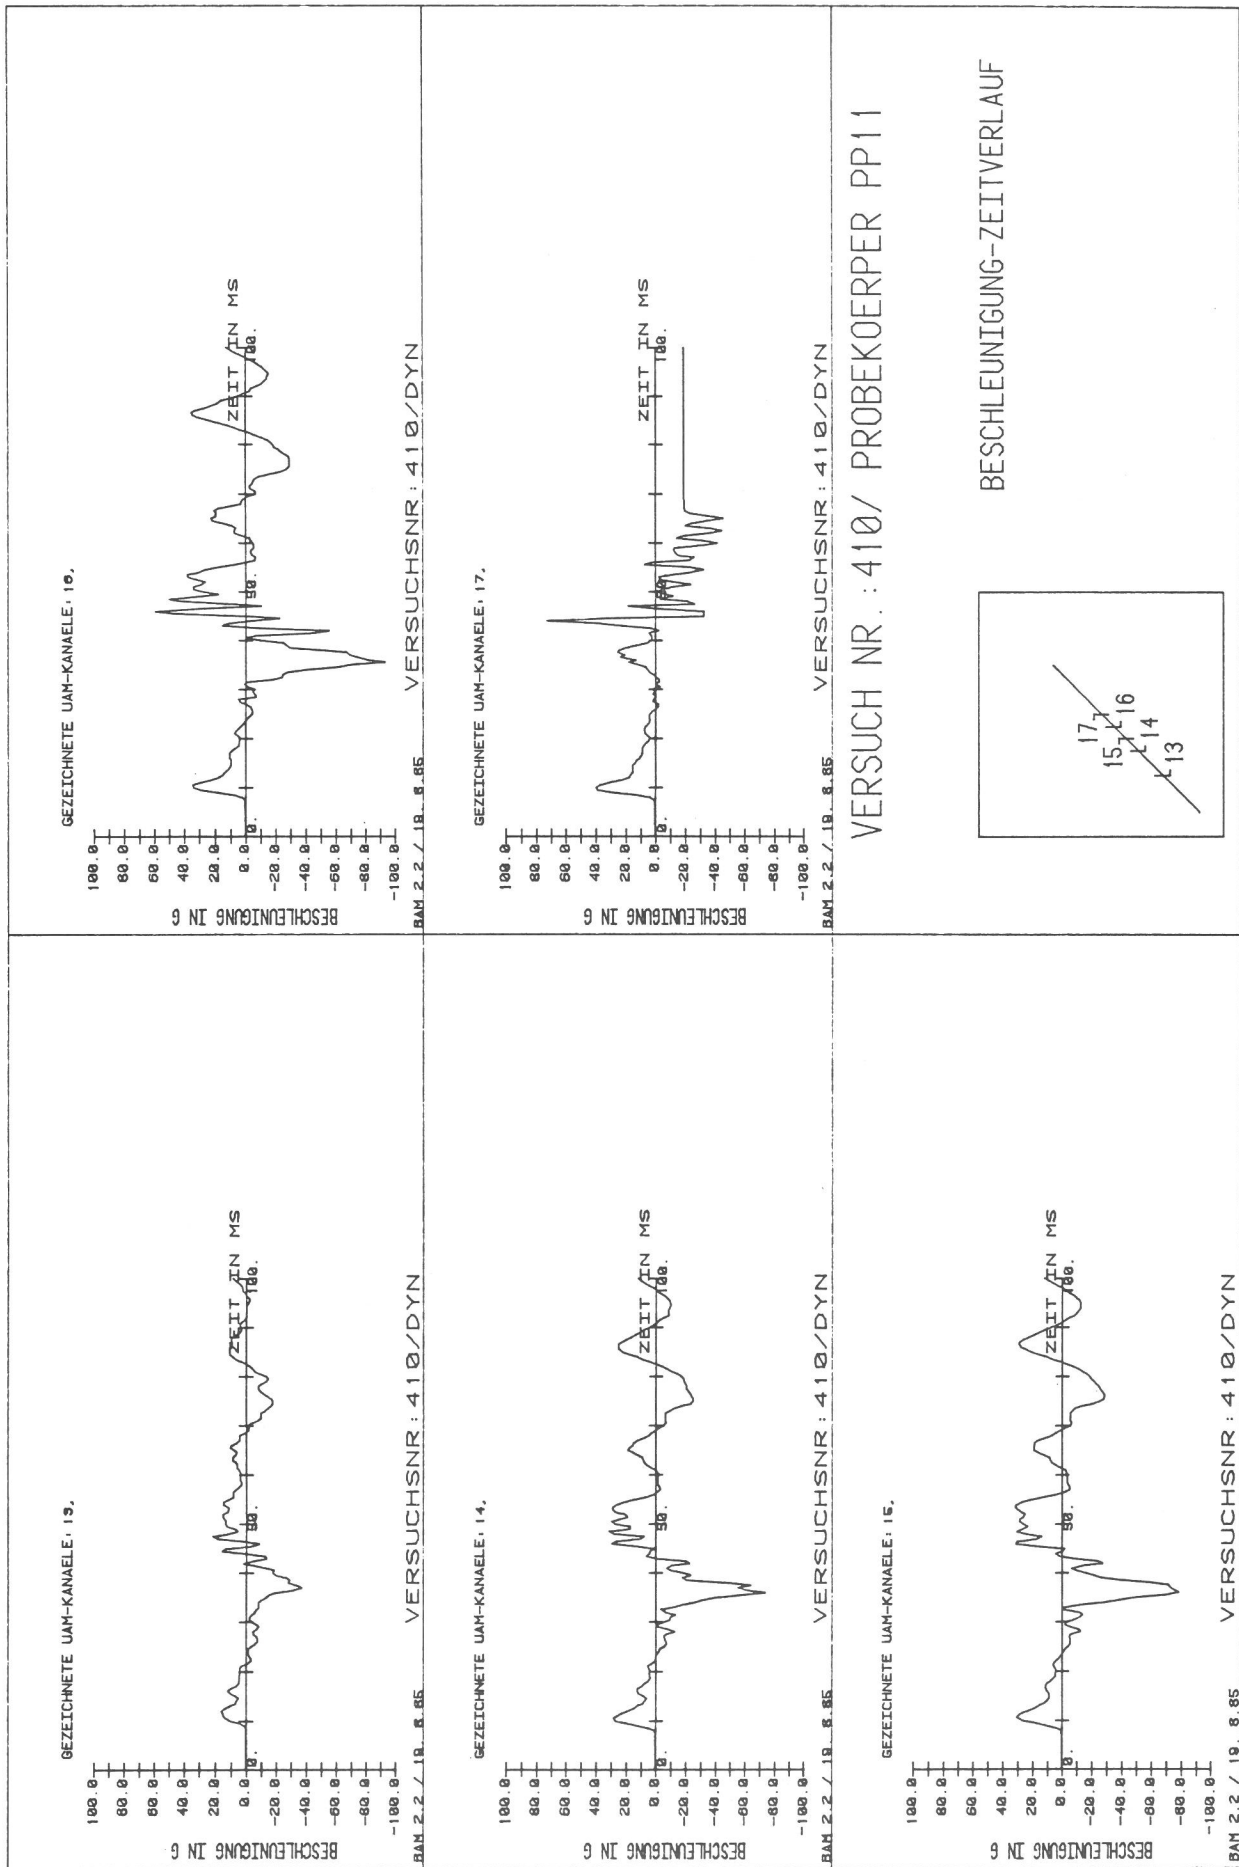 GEZEICHNETE UAM-KANAELE: 13,
BESCHLEUNIGUNG IN G
100.0
80.0
60.0
40.0
20.0
0.0
-20.0
-40.0
-60.0
-80.0
-100.0
0.
50.
100.
ZEIT IN MS
BAM 2.2 / 19. 8.85
VERSUCHSNR: 410/DYN
GEZEICHNETE UAM-KANAELE: 16,
BESCHLEUNIGUNG IN G
100.0
80.0
60.0
40.0
20.0
0.0
-20.0
-40.0
-60.0
-80.0
-100.0
0.
50.
100.
ZEIT IN MS
BAM 2.2 / 19. 8.85
VERSUCHSNR: 410/DYN
GEZEICHNETE UAM-KANAELE: 14,
BESCHLEUNIGUNG IN G
100.0
80.0
60.0
40.0
20.0
0.0
-20.0
-40.0
-60.0
-80.0
-100.0
0.
50.
100.
ZEIT IN MS
BAM 2.2 / 19. 8.85
VERSUCHSNR: 410/DYN
GEZEICHNETE UAM-KANAELE: 17,
BESCHLEUNIGUNG IN G
100.0
80.0
60.0
40.0
20.0
0.0
-20.0
-40.0
-60.0
-80.0
-100.0
0.
50.
100.
ZEIT IN MS
BAM 2.2 / 19. 8.85
VERSUCHSNR: 410/DYN
GEZEICHNETE UAM-KANAELE: 15,
BESCHLEUNIGUNG IN G
100.0
80.0
60.0
40.0
20.0
0.0
-20.0
-40.0
-60.0
-80.0
-100.0
0.
50.
100.
ZEIT IN MS
BAM 2.2 / 19. 8.85
VERSUCHSNR: 410/DYN
VERSUCH NR.:410/ PROBEKOERPER PP11
BESCHLEUNIGUNG-ZEITVERLAUF
17
15
16
14
13